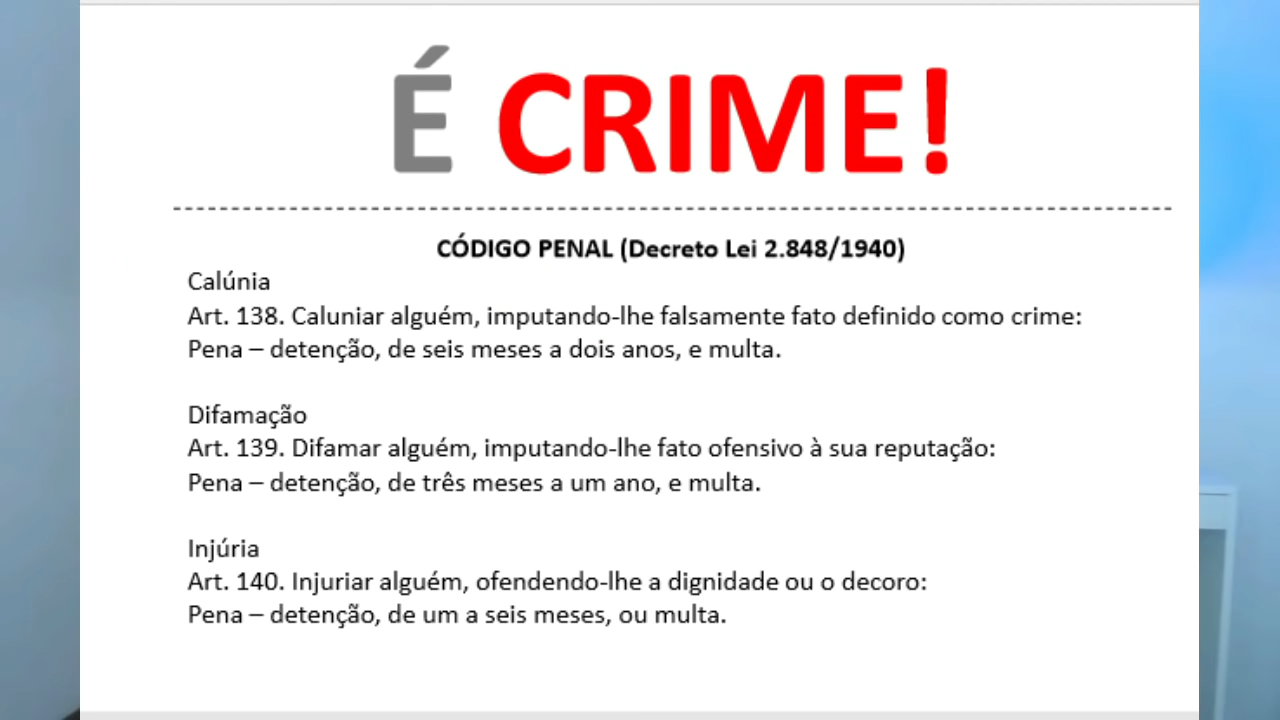 É CRIME!
CÓDIGO PENAL (Decreto Lei 2.848/1940)
Calúnia
Art. 138. Caluniar alguém, imputando-lhe falsamente fato definido como crime:
Pena – detenção, de seis meses a dois anos, e multa.
Difamação
Art. 139. Difamar alguém, imputando-lhe fato ofensivo à sua reputação:
Pena – detenção, de três meses a um ano, e multa.
Injúria
Art. 140. Injuriar alguém, ofendendo-lhe a dignidade ou o decoro:
Pena – detenção, de um a seis meses, ou multa.